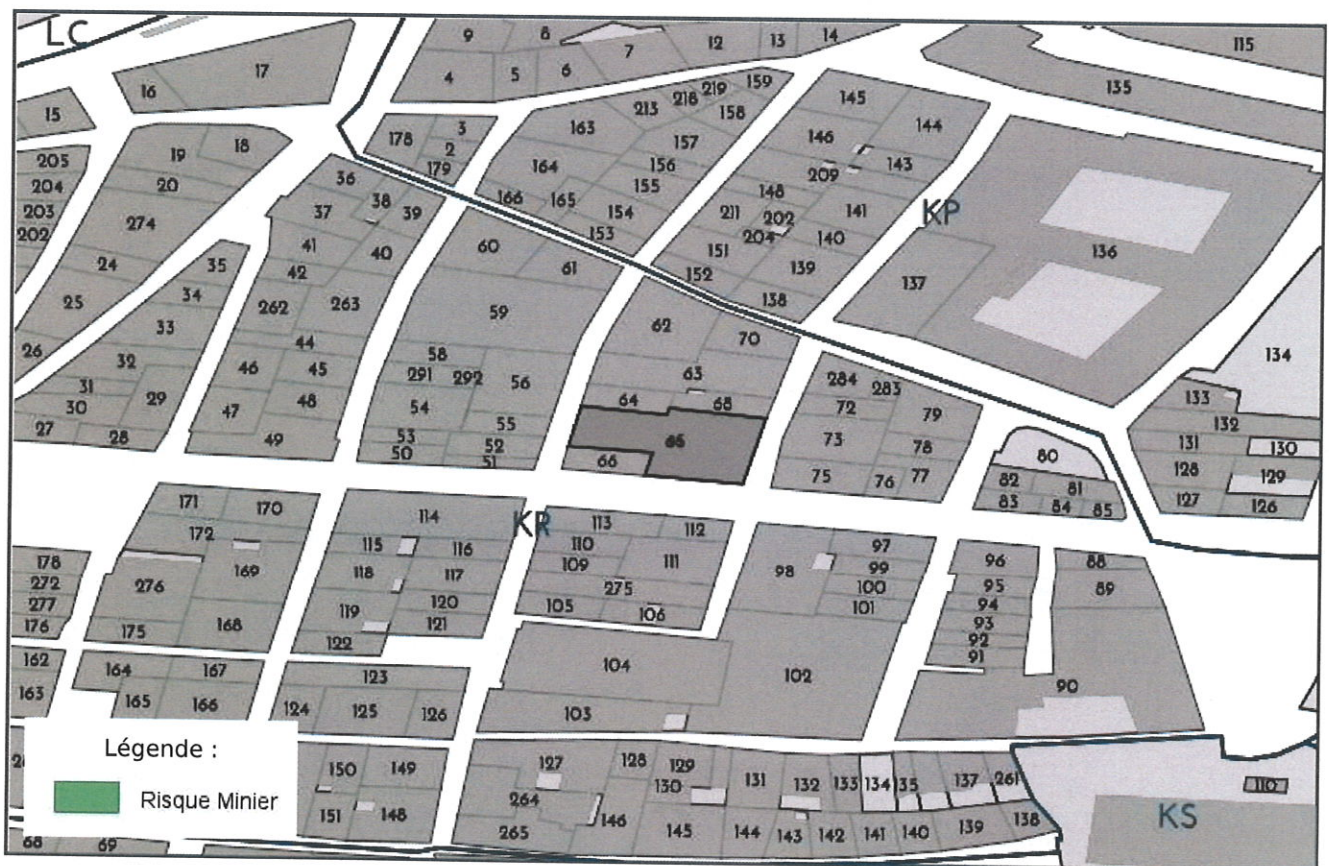 LC
9 8 7 12 13 14 115
16 17 4 5 6 135
15 178 3 2 179 163 213 218 219 159 158 145 144
205 19 18 157 146 143
204 20 36 38 39 164 156 209
203 37 166 165 155 148 141
202 274 154 211 202 KP
41 40 60 153 204 140 136
24 35 42 61 151 139 137
25 34 262 263 59 152 138
33 62 70 134
26 32 44 58 63
31 46 45 291 292 56 284 283 133
30 29 48 54 64 68 72 79 132
27 28 47 49 53 55 65 73 78 131 130
50 52 51 66 75 76 77 80 128 129
82 81 127 126
83 84 85
171 170 114 KR 113 112
172 115 116 110 111 97 96 88
178 169 118 117 109 98 99 95 89
272 276 275 100 94
277 119 120 105 106 101 93
176 175 168 122 121 92
162 164 167 123 104 102 91
163 165 166 124 125 126 103 90
Légende :
Risque Minier
150 149 127 128 129 131 132 133 134 135 137 261 110
151 148 264 130 KS
265 146 145 144 143 142 141 140 139 138
68 69